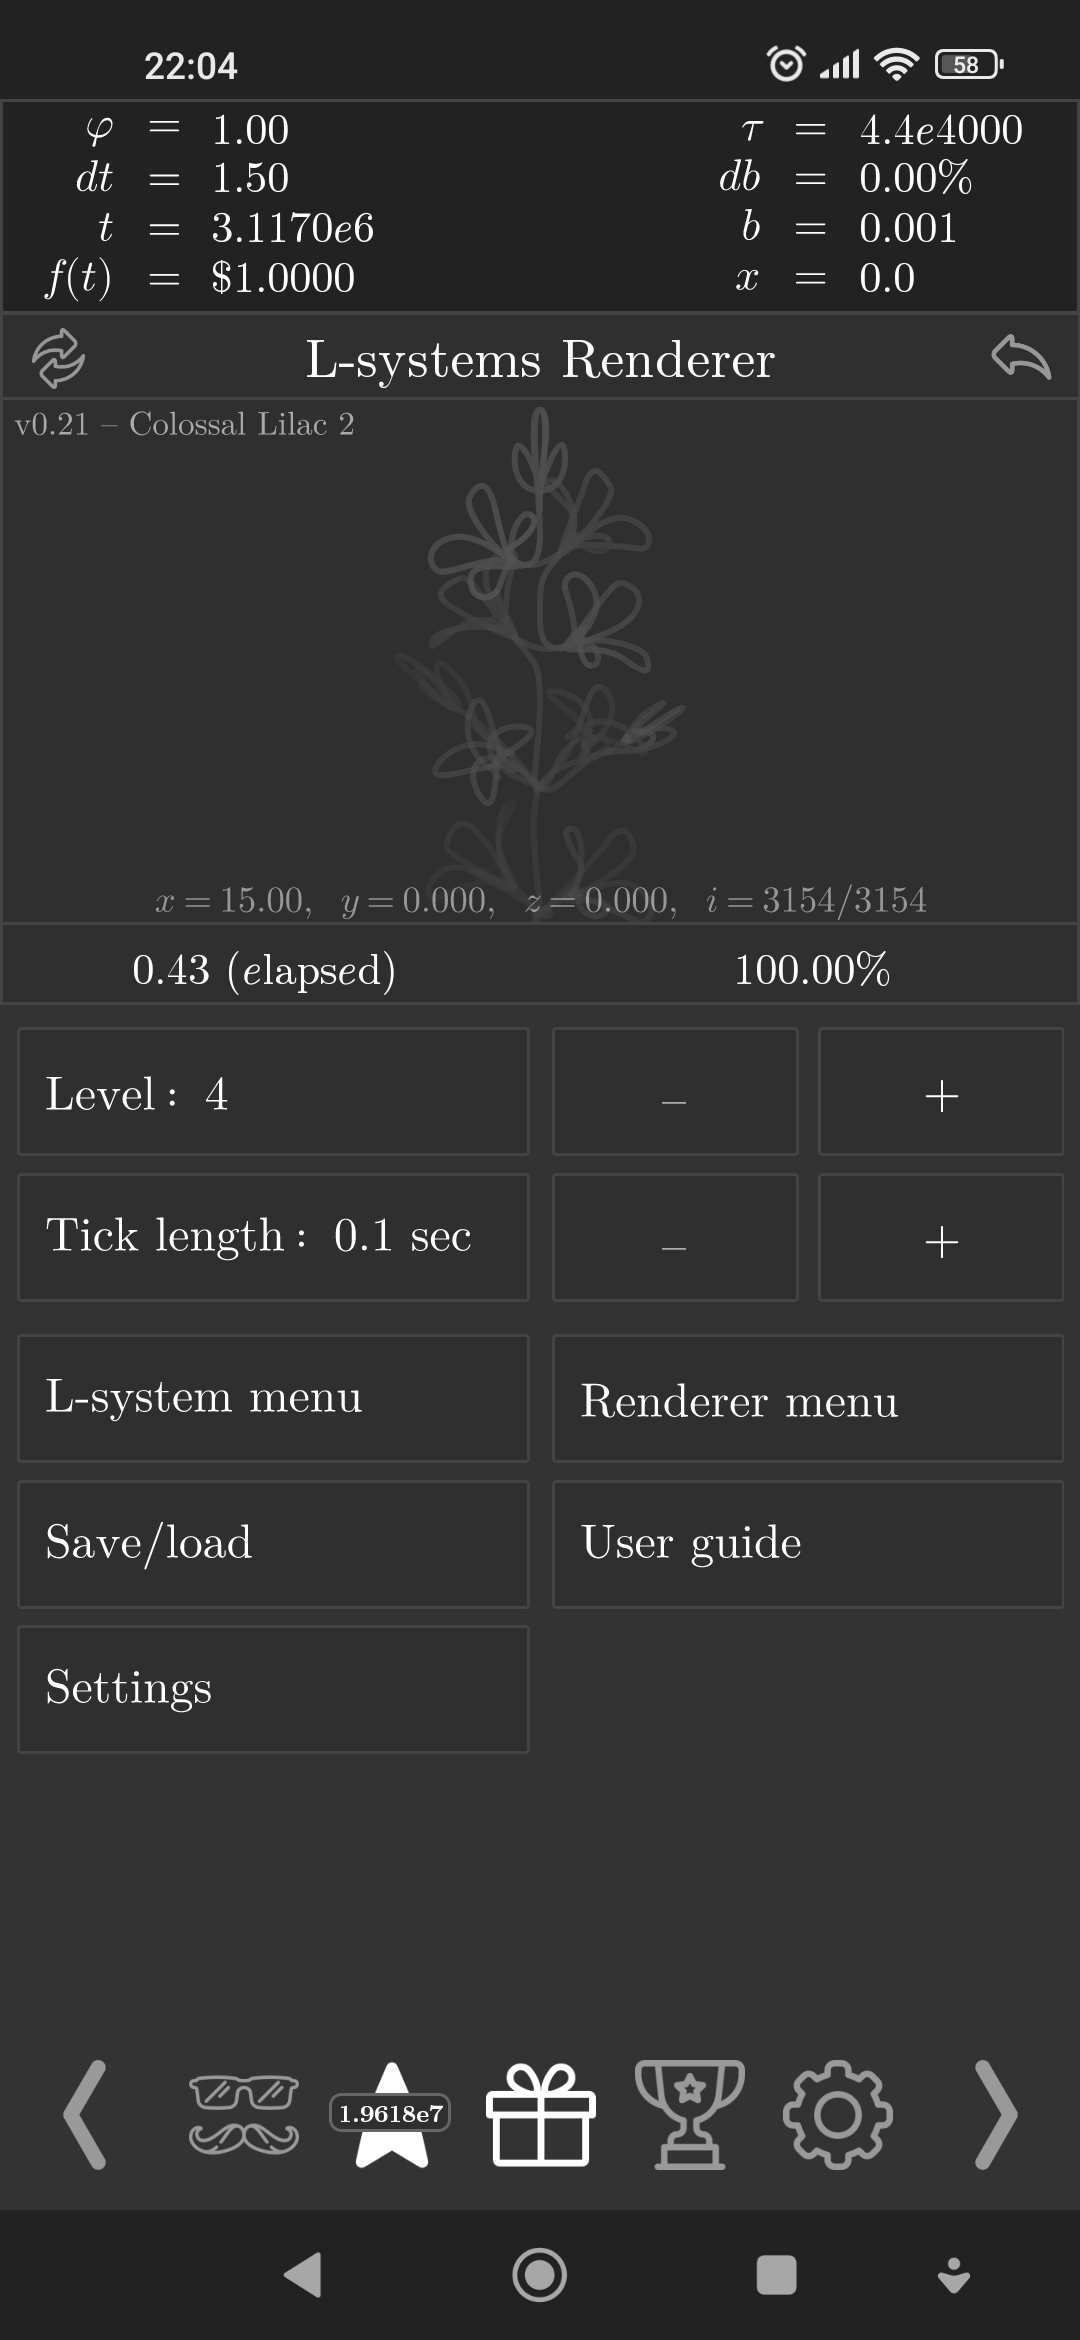 22:04
58
φ = 1.00
τ = 4.4e4000
dt = 1.50
db = 0.00%
t = 3.1170e6
b = 0.001
f(t) = $1.0000
x = 0.0
L-systems Renderer
v0.21 – Colossal Lilac 2
x = 15.00, y = 0.000, z = 0.000, i = 3154/3154
0.43 (elapsed)
100.00%
Level: 4
–
+
Tick length: 0.1 sec
–
+
L-system menu
Renderer menu
Save/load
User guide
Settings
1.9618e7